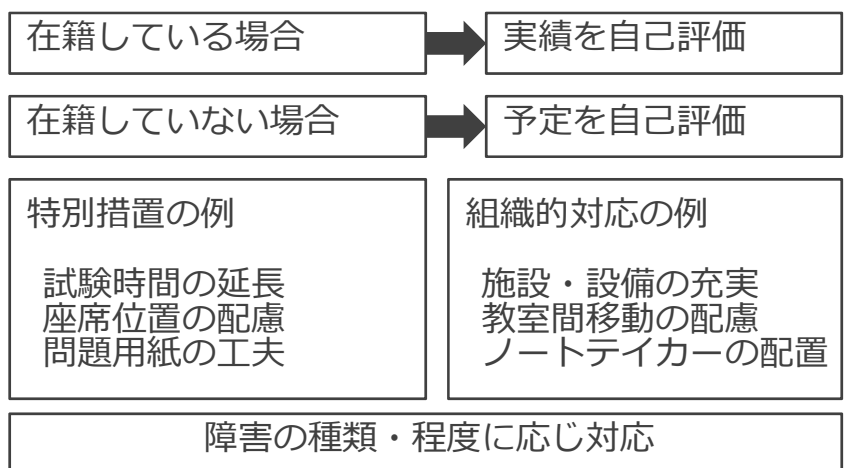 在籍している場合
実績を自己評価
在籍していない場合
予定を自己評価
特別措置の例
試験時間の延長
座席位置の配慮
問題用紙の工夫
組織的対応の例
施設・設備の充実
教室間移動の配慮
ノートテイカーの配置
障害の種類・程度に応じ対応